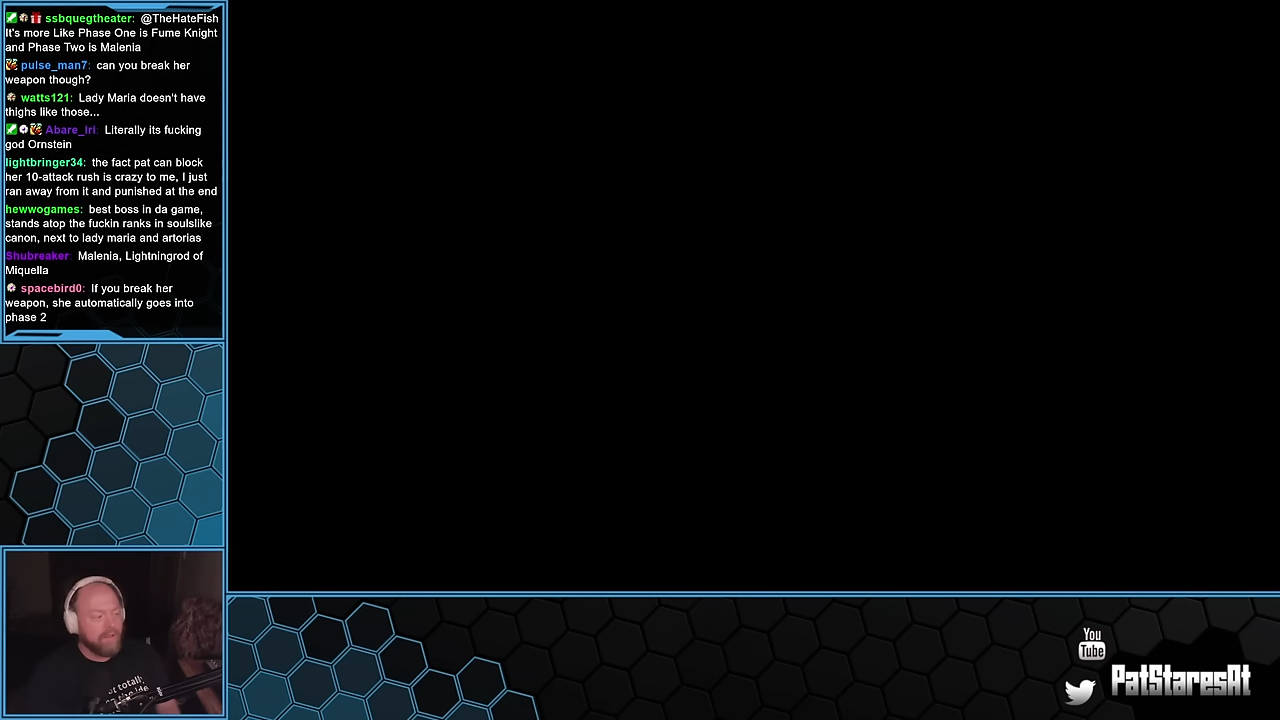 ssbquegtheater: @TheHateFish
It's more Like Phase One is Fume Knight
and Phase Two is Malenia
pulse_man7: can you break her
weapon though?
watts121: Lady Maria doesn't have
thighs like those...
Abare_Iri: Literally its fucking
god Ornstein
lightbringer34: the fact pat can block
her 10-attack rush is crazy to me, I just
ran away from it and punished at the end
hewwogames: best boss in da game,
stands atop the fuckin ranks in soulslike
canon, next to lady maria and artorias
Shubreaker: Malenia, Lightningrod of
Miquella
spacebird0: If you break her
weapon, she automatically goes into
phase 2
totally
You
Tube
PatStaresAt